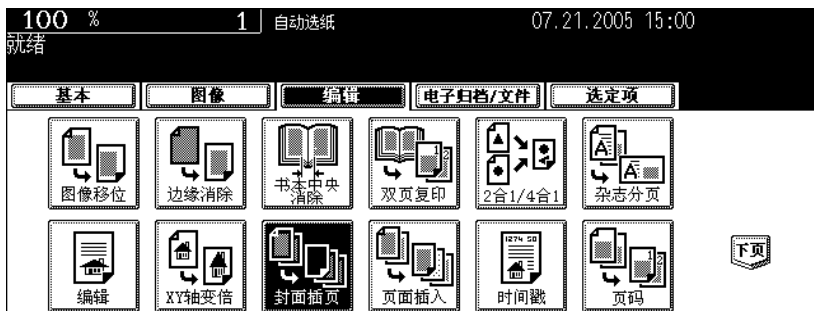 100 % 1 自动选纸 07.21.2005 15:00
就绪
基本 图像 编辑 电子归档/文件 选定项
图像移位 边缘消除 书本中央消除 双页复印 2合1/4合1 杂志分页
编辑 XY轴变倍 封面插页 页面插入 时间戳 页码 下页